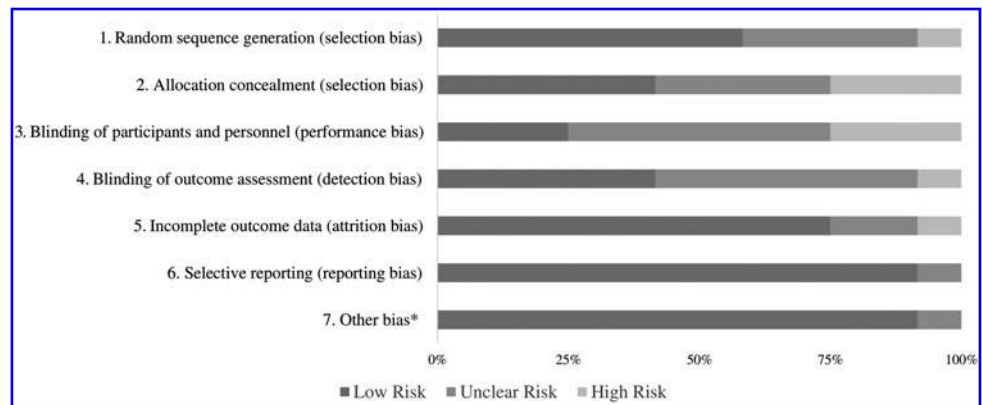 1. Random sequence generation (selection bias)
2. Allocation concealment (selection bias)
3. Blinding of participants and personnel (performance bias)
4. Blinding of outcome assessment (detection bias)
5. Incomplete outcome data (attrition bias)
6. Selective reporting (reporting bias)
7. Other bias*
0% 25% 50% 75% 100%
Low Risk Unclear Risk High Risk